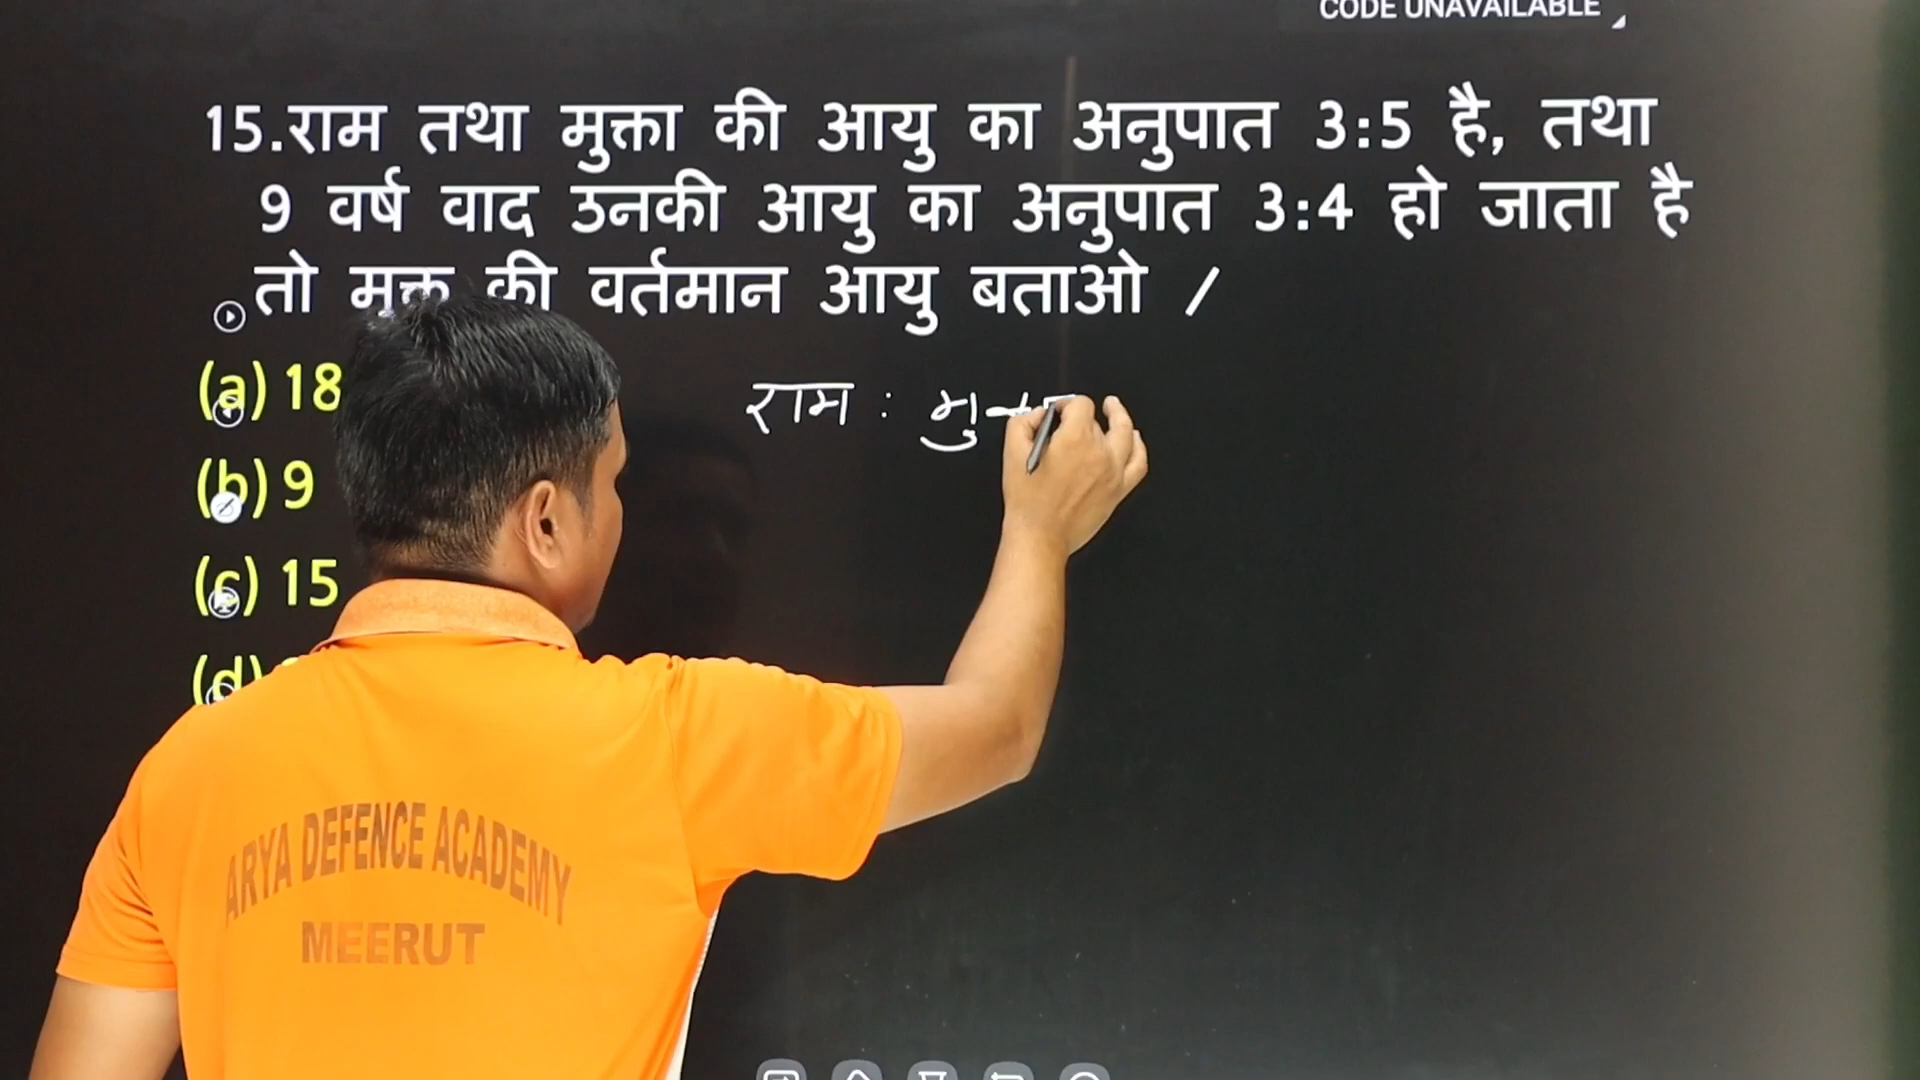 CODE UNAVAILABLE
15.राम तथा मुक्ता की आयु का अनुपात 3:5 है, तथा
9 वर्ष वाद उनकी आयु का अनुपात 3:4 हो जाता है
तो मुक्त की वर्तमान आयु बताओ /
(a) 18
राम : मु
(b) 9
(c) 15
(d)
ARYA DEFENCE ACADEMY
MEERUT